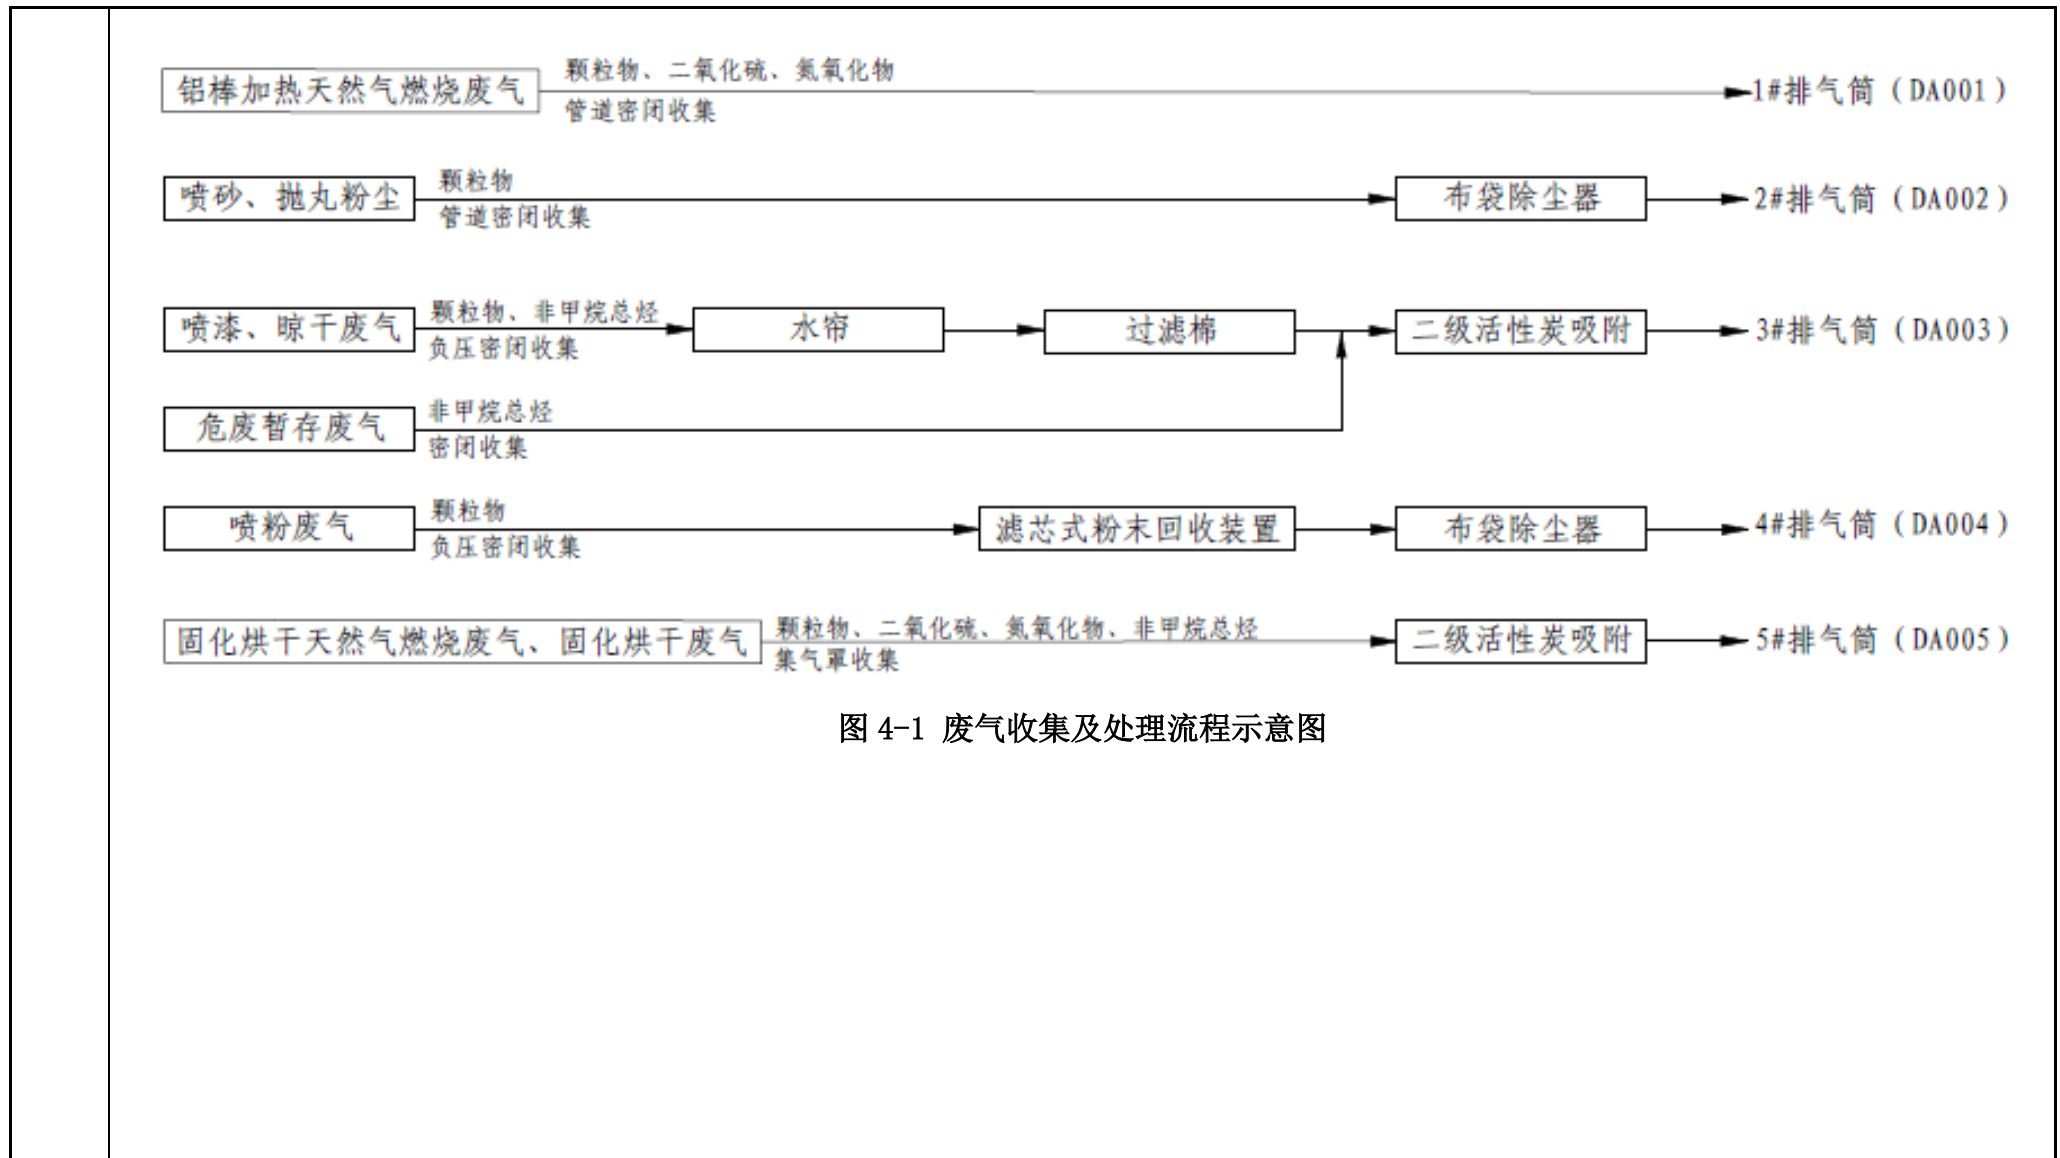 颗粒物、二氧化硫、氮氧化物
铝棒加热天然气燃烧废气 1#排气筒（DA001）
管道密闭收集
颗粒物
喷砂、抛丸粉尘 布袋除尘器 2#排气筒（DA002）
管道密闭收集
颗粒物、非甲烷总烃
喷漆、晾干废气 水帘 过滤棉 二级活性炭吸附 3#排气筒（DA003）
负压密闭收集
非甲烷总烃
危废暂存废气
密闭收集
颗粒物
喷粉废气 滤芯式粉末回收装置 布袋除尘器 4#排气筒（DA004）
负压密闭收集
颗粒物、二氧化硫、氮氧化物、非甲烷总烃
固化烘干天然气燃烧废气、固化烘干废气 二级活性炭吸附 5#排气筒（DA005）
集气罩收集
图 4-1 废气收集及处理流程示意图